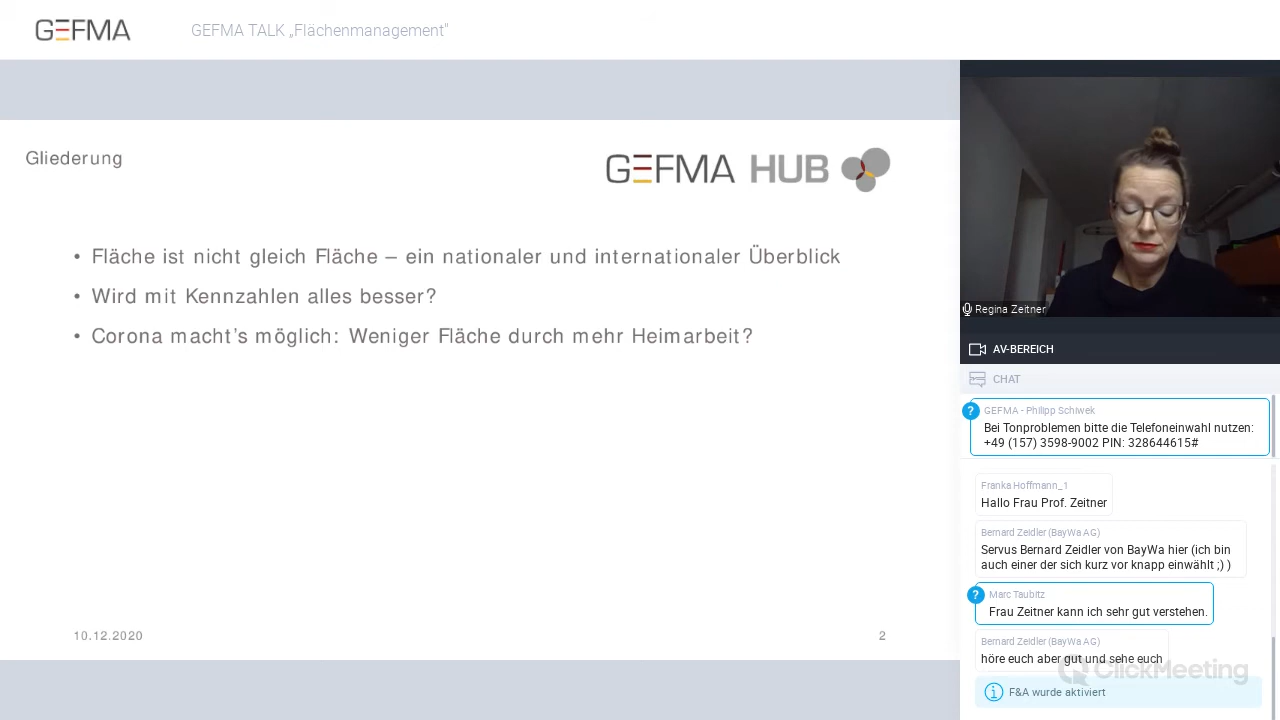 GEFMA
GEFMA TALK „Flächenmanagement"
Gliederung
GEFMA HUB
• Fläche ist nicht gleich Fläche – ein nationaler und internationaler Überblick
• Wird mit Kennzahlen alles besser?
• Corona macht's möglich: Weniger Fläche durch mehr Heimarbeit?
10.12.2020
2
Regina Zeitner
AV-BEREICH
CHAT
?
GEFMA - Philipp Schiwek
Bei Tonproblemen bitte die Telefoneinwahl nutzen:
+49 (157) 3598-9002 PIN: 328644615#
Franka Hoffmann_1
Hallo Frau Prof. Zeitner
Bernard Zeidler (BayWa AG)
Servus Bernard Zeidler von BayWa hier (ich bin
auch einer der sich kurz vor knapp einwählt ;) )
?
Marc Taubitz
Frau Zeitner kann ich sehr gut verstehen.
Bernard Zeidler (BayWa AG)
höre euch aber gut und sehe euch
ClickMeeting
F&A wurde aktiviert